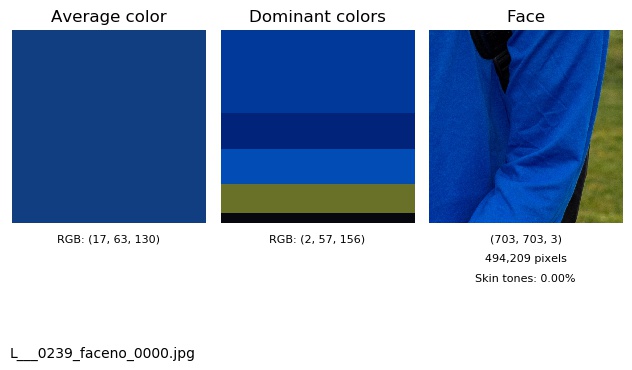 Average color
Dominant colors
Face
RGB: (17, 63, 130)
RGB: (2, 57, 156)
(703, 703, 3)
494,209 pixels
Skin tones: 0.00%
L___0239_faceno_0000.jpg